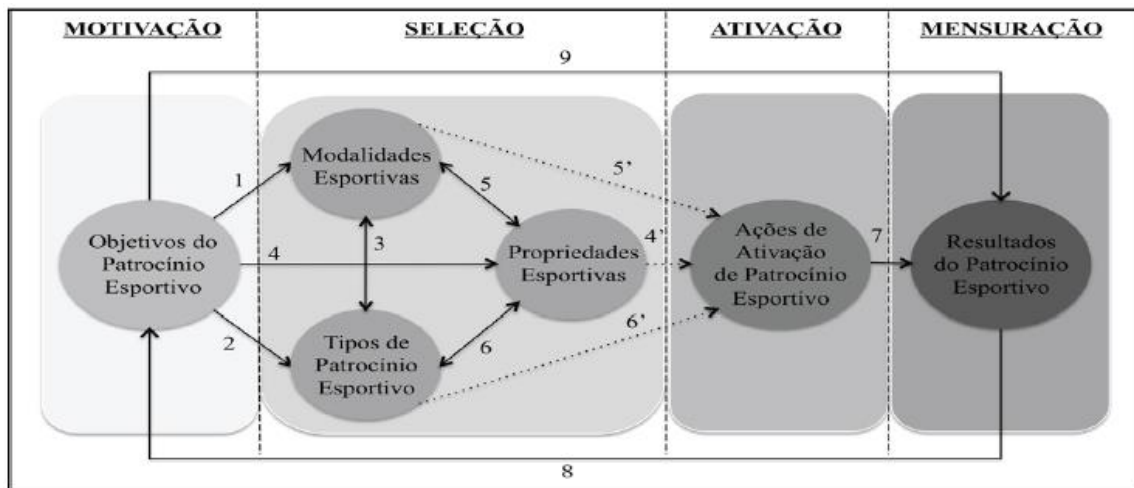 MOTIVAÇÃO
SELEÇÃO
ATIVAÇÃO
MENSURAÇÃO
9
Modalidades
Esportivas
1
5
5’
Objetivos do
Patrocínio
Esportivo
4
3
Propriedades
Esportivas
4’
Ações de
Ativação
de Patrocínio
Esportivo
7
Resultados
do Patrocínio
Esportivo
2
Tipos de
Patrocínio
Esportivo
6
6’
8